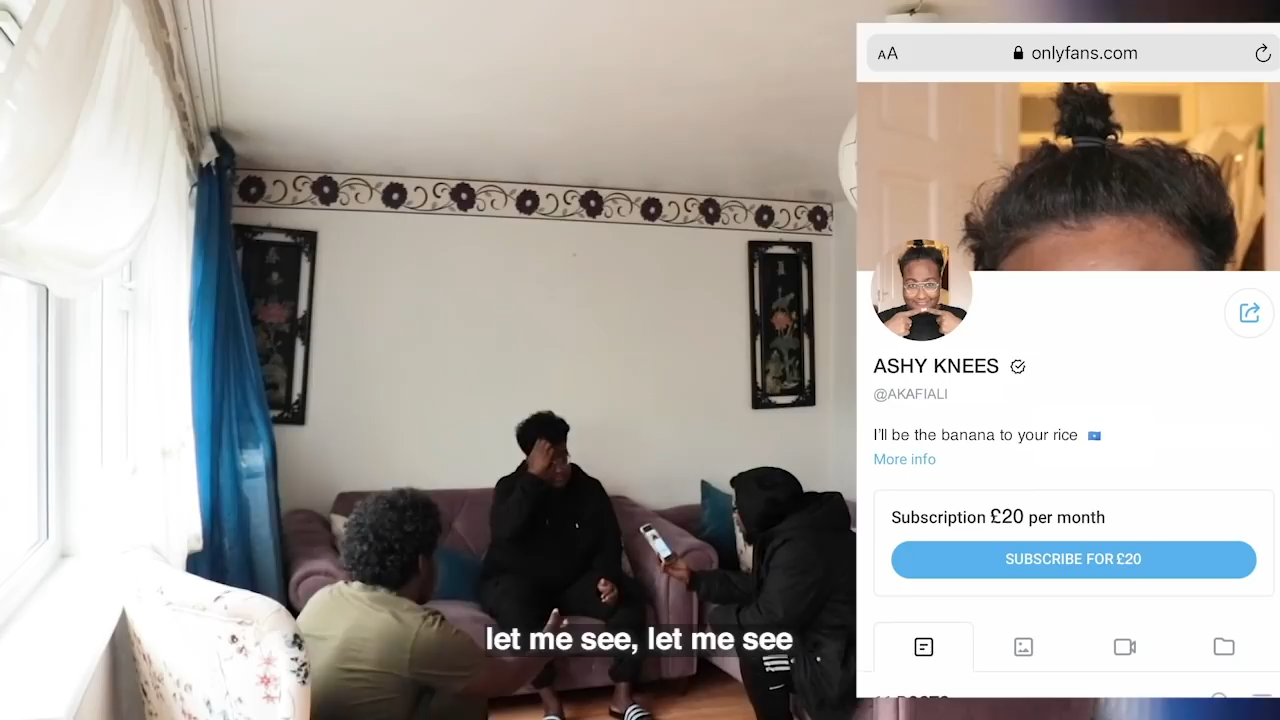 AA onlyfans.com
ASHY KNEES
@AKAFIALI
I'll be the banana to your rice
More info
Subscription £20 per month
SUBSCRIBE FOR £20
let me see, let me see